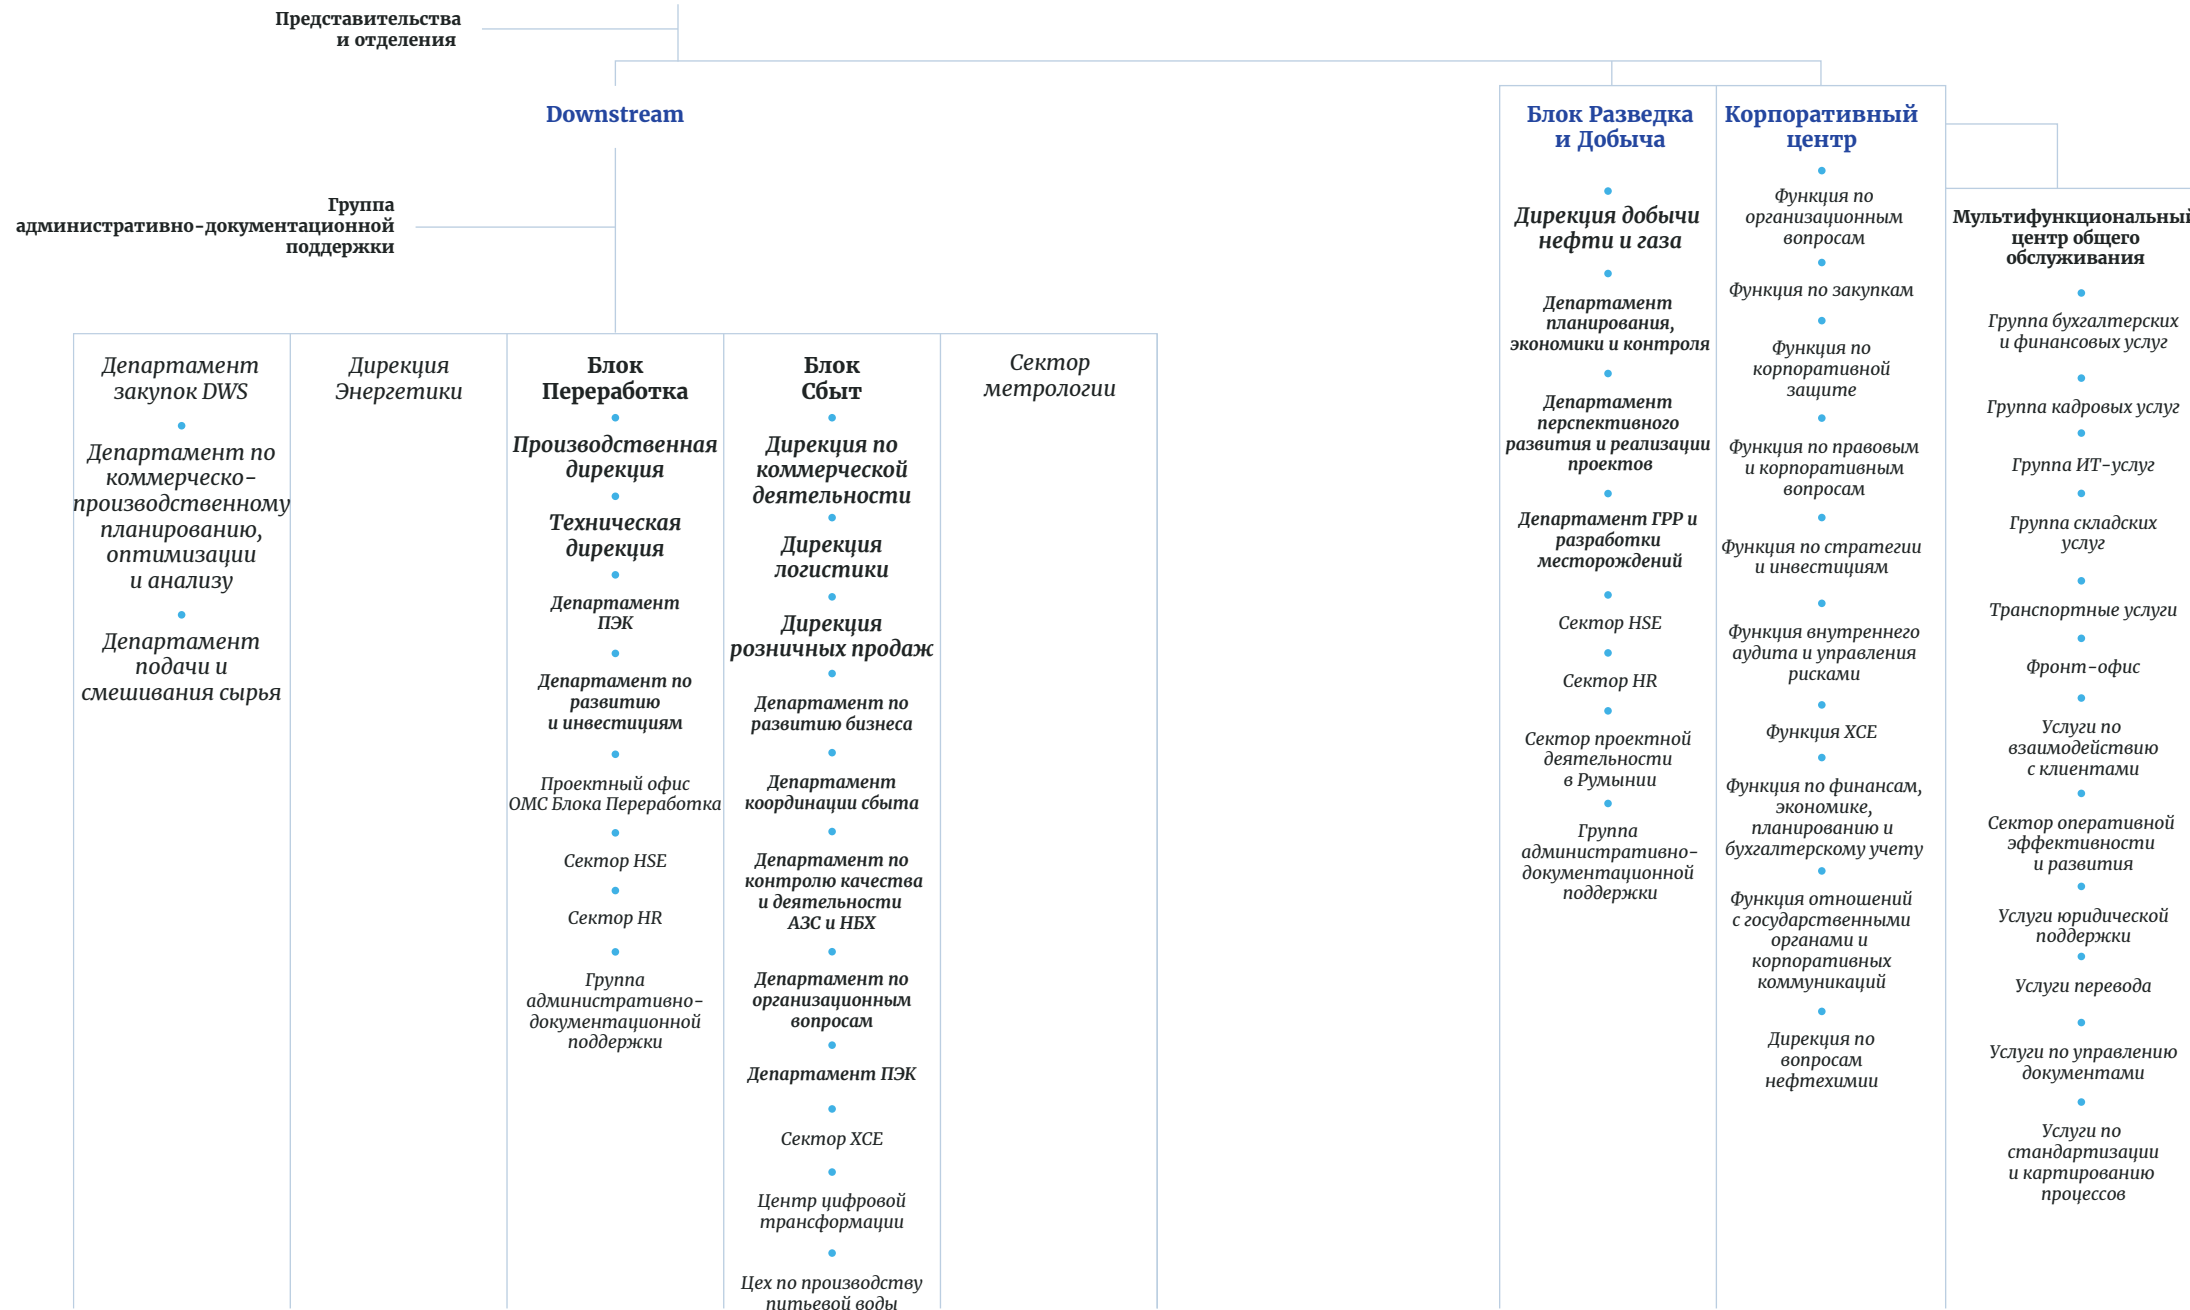 Представительства
и отделения
Downstream
Группа
административно-документационной
поддержки
Департамент
закупок DWS
Департамент по
коммерческо-
производственному
планированию,
оптимизации
и анализу
Департамент
подачи и
смешивания сырья
Дирекция
Энергетики
Блок
Переработка
Производственная
дирекция
Техническая
дирекция
Департамент
ПЭК
Департамент по
развитию
и инвестициям
Проектный офис
ОМС Блока Переработка
Сектор HSE
Сектор HR
Группа
административно-
документационной
поддержки
Блок
Сбыт
Дирекция по
коммерческой
деятельности
Дирекция
логистики
Дирекция
розничных продаж
Департамент по
развитию бизнеса
Департамент
координации сбыта
Департамент по
контролю качества
и деятельности
АЗС и НБХ
Департамент по
организационным
вопросам
Департамент ПЭК
Сектор ХСЕ
Центр цифровой
трансформации
Цех по производству
питьевой воды
Сектор
метрологии
Блок Разведка
и Добыча
Дирекция добычи
нефти и газа
Департамент
планирования,
экономики и контроля
Департамент
перспективного
развития и реализации
проектов
Департамент ГРР и
разработки
месторождений
Сектор HSE
Сектор HR
Сектор проектной
деятельности
в Румынии
Группа
административно-
документационной
поддержки
Корпоративный
центр
Функция по
организационным
вопросам
Функция по закупкам
Функция по
корпоративной
защите
Функция по правовым
и корпоративным
вопросам
Функция по стратегии
и инвестициям
Функция внутреннего
аудита и управления
рисками
Функция ХСЕ
Функция по финансам,
экономике,
планированию и
бухгалтерскому учету
Функция отношений
с государственными
органами и
корпоративных
коммуникаций
Дирекция по
вопросам
нефтехимии
Мультифункциональный
центр общего
обслуживания
Группа бухгалтерских
и финансовых услуг
Группа кадровых услуг
Группа ИТ-услуг
Группа складских
услуг
Транспортные услуги
Фронт-офис
Услуги по
взаимодействию
с клиентами
Сектор оперативной
эффективности
и развития
Услуги юридической
поддержки
Услуги перевода
Услуги по управлению
документами
Услуги по
стандартизации
и картированию
процессов